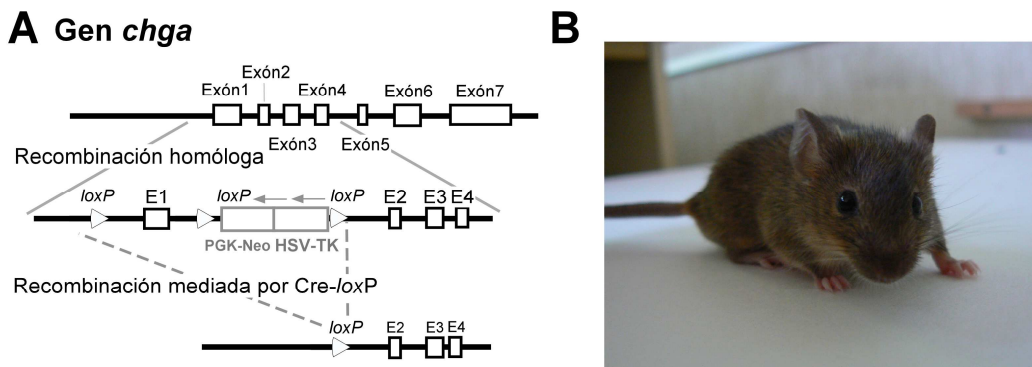 A Gen chga
B
Exón2
Exón1 Exón4 Exón6 Exón7
Exón3 Exón5
Recombinación homóloga
loxP E1 loxP loxP E2 E3 E4
PGK-Neo HSV-TK
Recombinación mediada por Cre-loxP
loxP E2 E3 E4